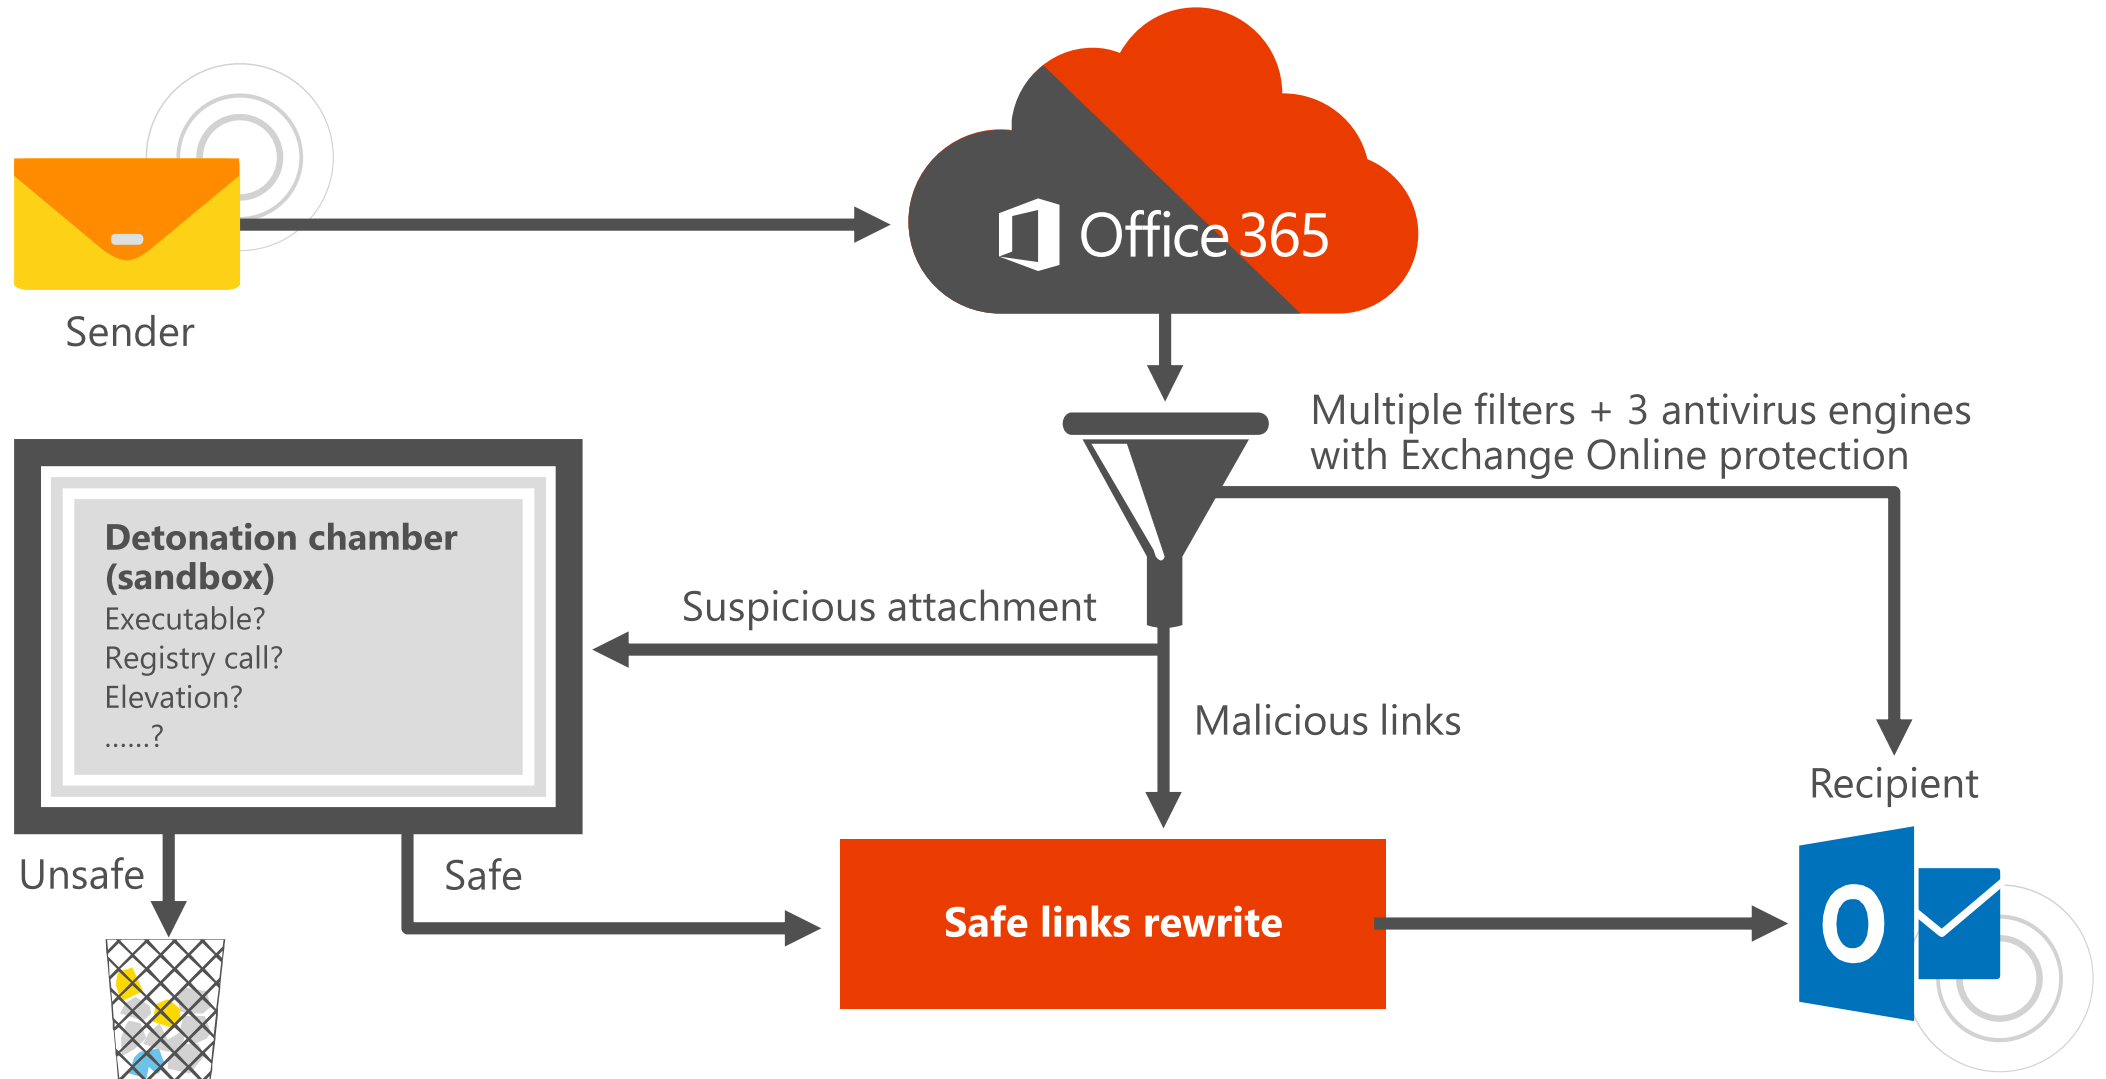 Office 365
Sender
Multiple filters + 3 antivirus engines
with Exchange Online protection
Detonation chamber
(sandbox)
Executable?
Registry call?
Elevation?
......?
Suspicious attachment
Malicious links
Recipient
Unsafe
Safe
Safe links rewrite
O